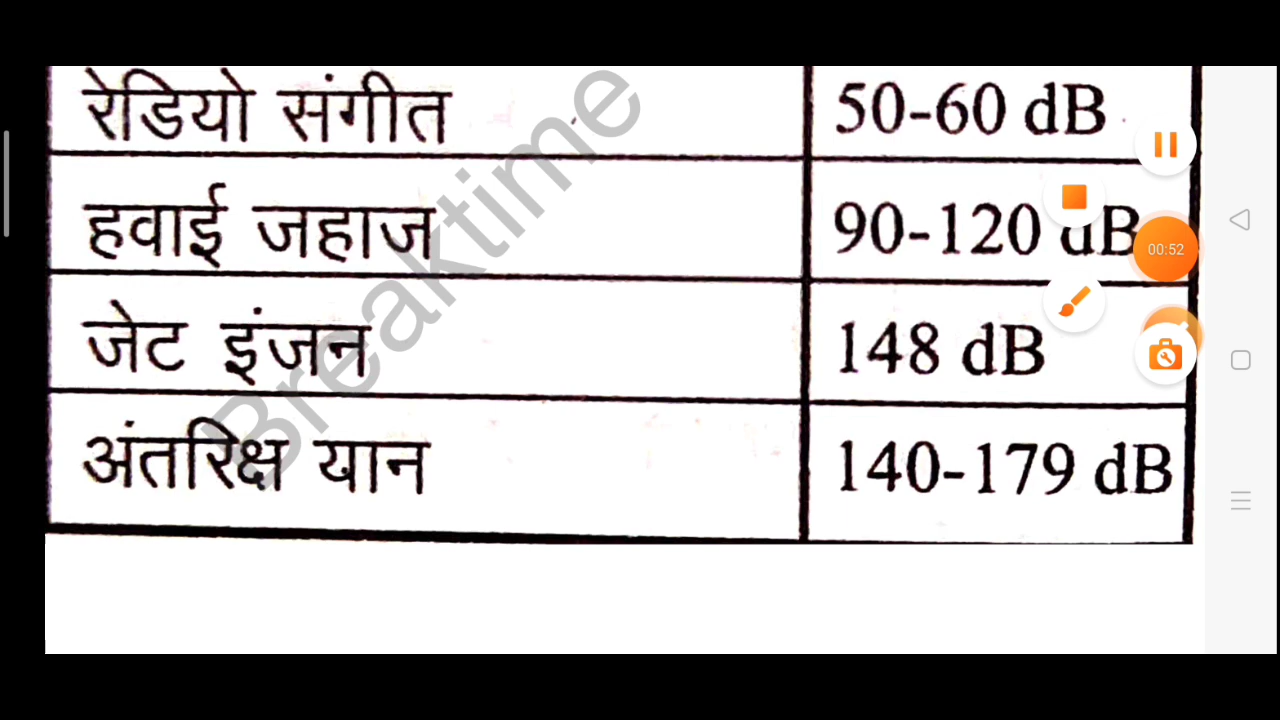 रेडियो संगीत 50-60 dB
हवाई जहाज 90-120 dB
जेट इंजन 148 dB
अंतरिक्ष यान 140-179 dB
Breaktime
00:52